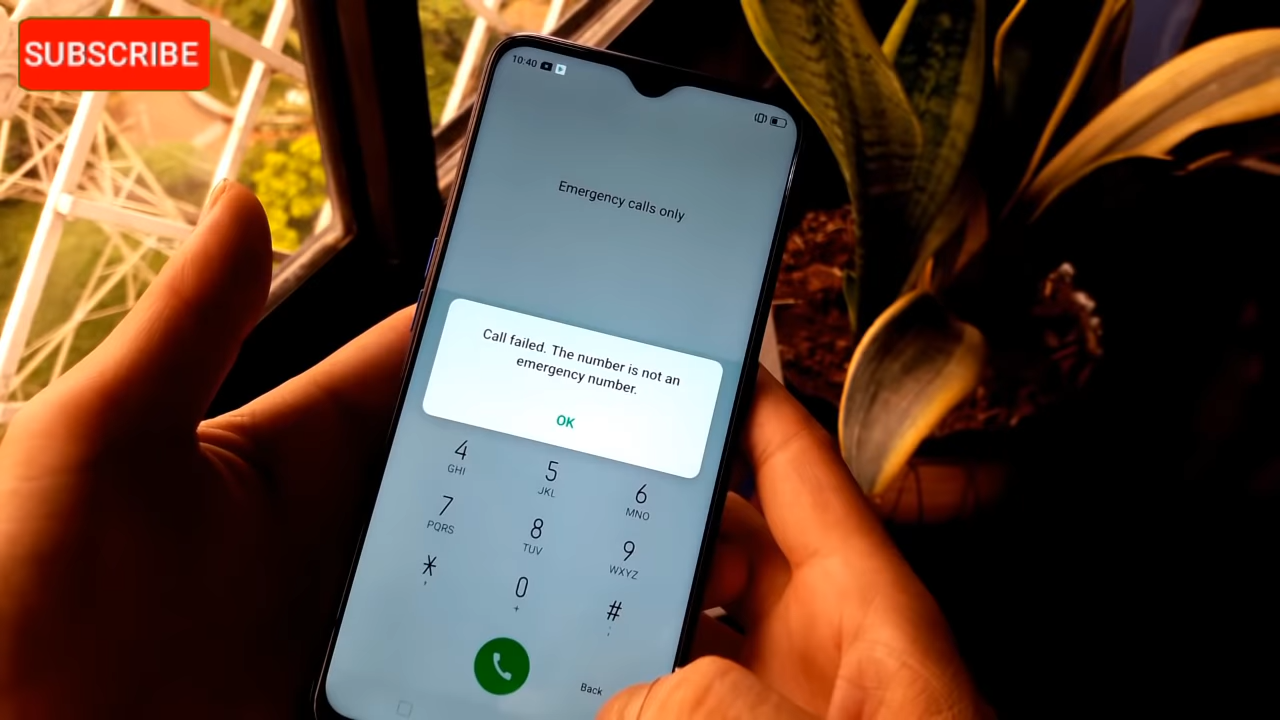 SUBSCRIBE
10:40
Emergency calls only
Call failed. The number is not an
emergency number.
OK
4 5 6
GHI JKL MNO
7 8 9
PQRS TUV WXYZ
* 0 #
, + ;
Back